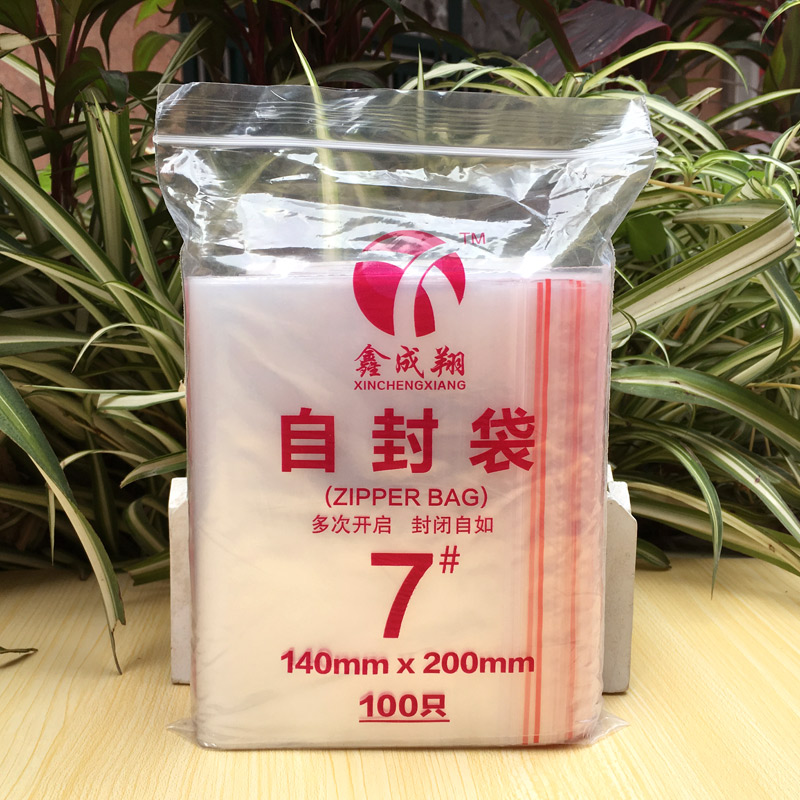 TM
鑫成翔
XINCHENGXIANG
自封袋
(ZIPPER BAG)
多次开启 封闭自如
7#
140mm x 200mm
100只